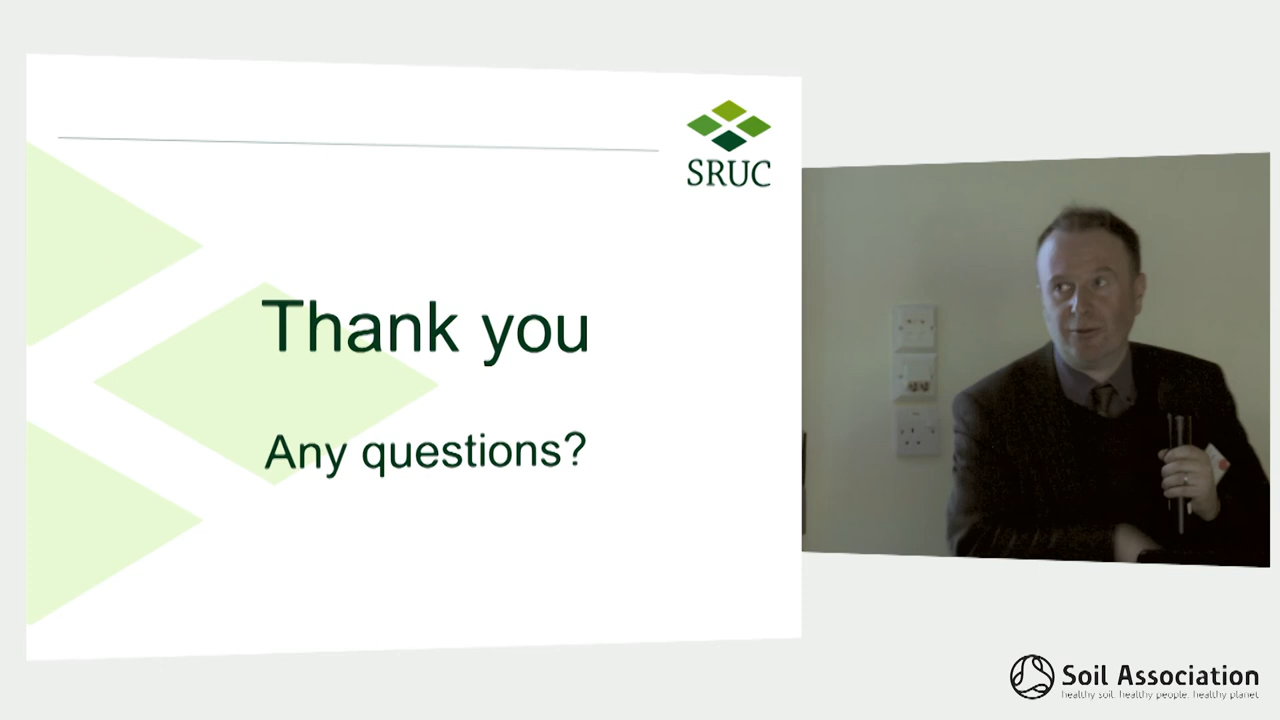 SRUC
Thank you
Any questions?
Soil Association
healthy soil. healthy people. healthy planet